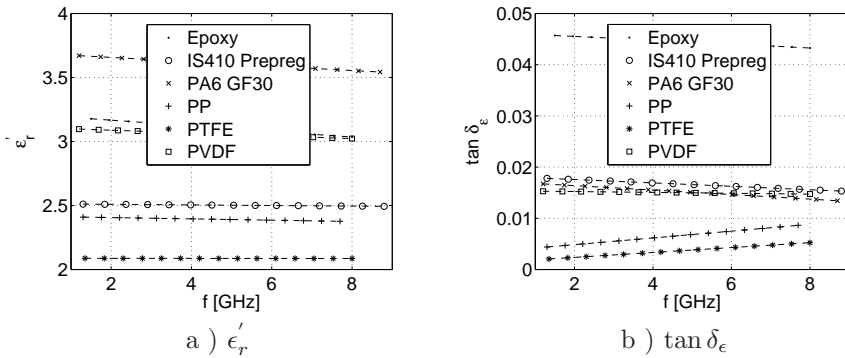 4
3.5
3
2.5
2
ε'r
2 4 6 8
f [GHz]
Epoxy
IS410 Prepreg
PA6 GF30
PP
PTFE
PVDF
a ) ϵ′r
0.05
0.04
0.03
0.02
0.01
0
tan δε
2 4 6 8
f [GHz]
Epoxy
IS410 Prepreg
PA6 GF30
PP
PTFE
PVDF
b ) tan δϵ